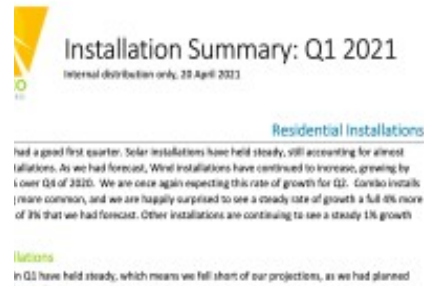 Installation Summary: Q1 2021
Internal distribution only, 20 April 2021
Residential Installations
had a good first quarter. Solar installations have held steady, still accounting for almost
tallations. As we had forecast, Wind installations have continued to increase, growing by
over Q4 of 2020. We are once again expecting this rate of growth for Q2. Combo installs
more common, and we are happily surprised to see a steady rate of growth a full 4% more
of 3% that we had forecast. Other installations are continuing to see a steady 1% growth
llations
in Q1 have held steady, which means we fell short of our projections, as we had planned